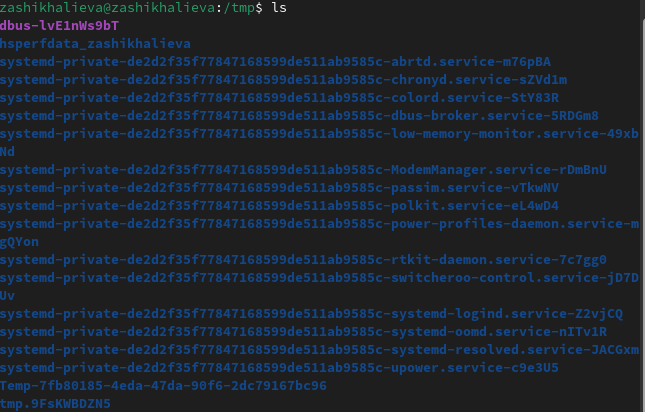 zashikhalieva@zashikhalieva:/tmp$ ls
dbus-lvE1nWs9bT
hsperfdata_zashikhalieva
systemd-private-de2d2f35f77847168599de511ab9585c-abrtd.service-m76pBA
systemd-private-de2d2f35f77847168599de511ab9585c-chronyd.service-sZVd1m
systemd-private-de2d2f35f77847168599de511ab9585c-colord.service-StY83R
systemd-private-de2d2f35f77847168599de511ab9585c-dbus-broker.service-5RDGm8
systemd-private-de2d2f35f77847168599de511ab9585c-low-memory-monitor.service-49xb
Nd
systemd-private-de2d2f35f77847168599de511ab9585c-ModemManager.service-rDmBnU
systemd-private-de2d2f35f77847168599de511ab9585c-passim.service-vTkwNV
systemd-private-de2d2f35f77847168599de511ab9585c-polkit.service-eL4wD4
systemd-private-de2d2f35f77847168599de511ab9585c-power-profiles-daemon.service-m
gQYon
systemd-private-de2d2f35f77847168599de511ab9585c-rtkit-daemon.service-7c7gg0
systemd-private-de2d2f35f77847168599de511ab9585c-switcheroo-control.service-jD7D
Uv
systemd-private-de2d2f35f77847168599de511ab9585c-systemd-logind.service-Z2vjCQ
systemd-private-de2d2f35f77847168599de511ab9585c-systemd-oomd.service-nITv1R
systemd-private-de2d2f35f77847168599de511ab9585c-systemd-resolved.service-JACGxm
systemd-private-de2d2f35f77847168599de511ab9585c-upower.service-c9e3U5
Temp-7fb80185-4eda-47da-90f6-2dc79167bc96
tmp.9FsKWBDZN5